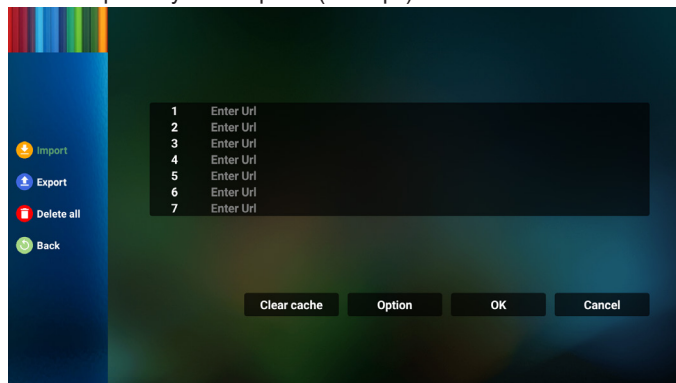 Import
Export
Delete all
Back
1 Enter Url
2 Enter Url
3 Enter Url
4 Enter Url
5 Enter Url
6 Enter Url
7 Enter Url
Clear cache Option OK Cancel